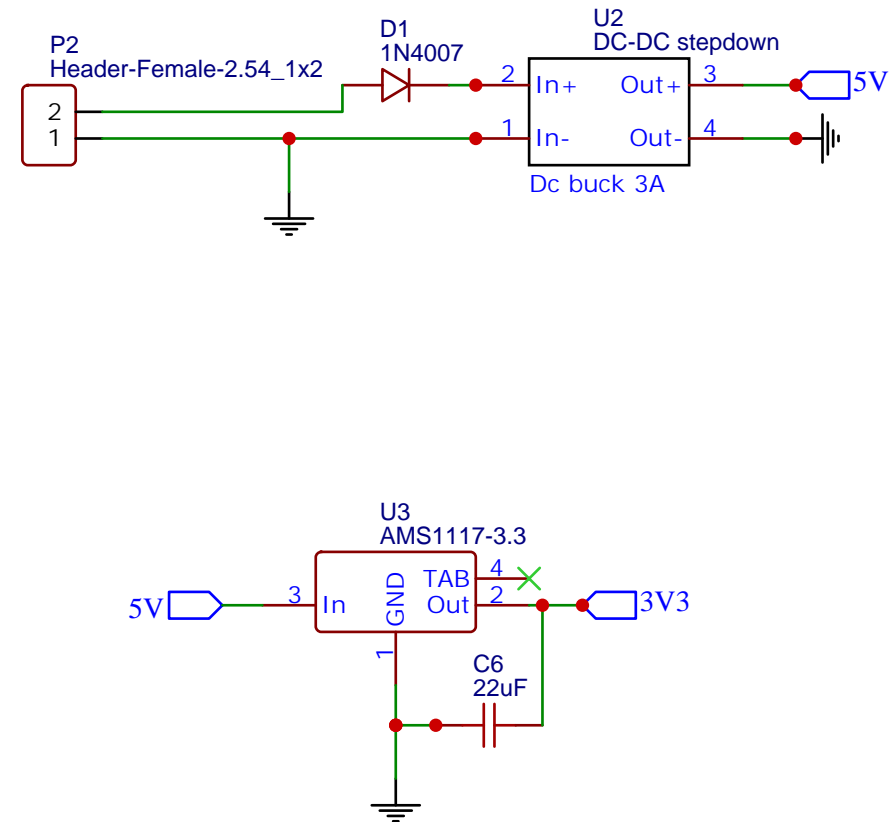 P2
Header-Female-2.54_1x2
2
1
D1
1N4007
U2
DC-DC stepdown
2 In+ Out+ 3
1 In- Out- 4
Dc buck 3A
5V
U3
AMS1117-3.3
5V
3 In
GND
1
TAB 4
Out 2
3V3
C6
22uF